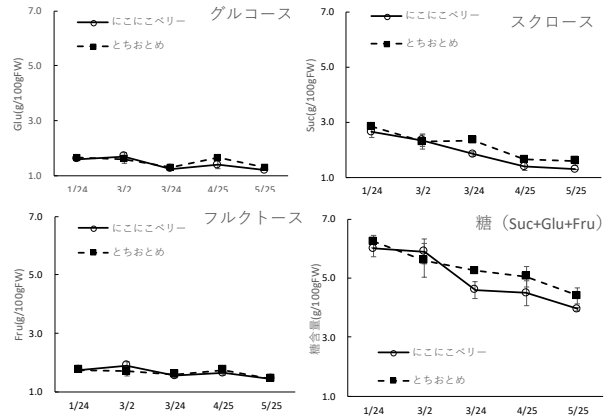 グルコース
7.0
5.0
3.0
1.0
Glu(g/100gFW)
にこにこベリー
とちおとめ
1/24 3/2 3/24 4/25 5/25
スクロース
7.0
5.0
3.0
1.0
Suc(g/100gFW)
にこにこベリー
とちおとめ
1/24 3/2 3/24 4/25 5/25
フルクトース
7.0
5.0
3.0
1.0
Fru(g/100gFW)
にこにこベリー
とちおとめ
1/24 3/2 3/24 4/25 5/25
糖（Suc+Glu+Fru）
7.0
5.0
3.0
1.0
糖含量(g/100gFW)
にこにこベリー
とちおとめ
1/24 3/2 3/24 4/25 5/25